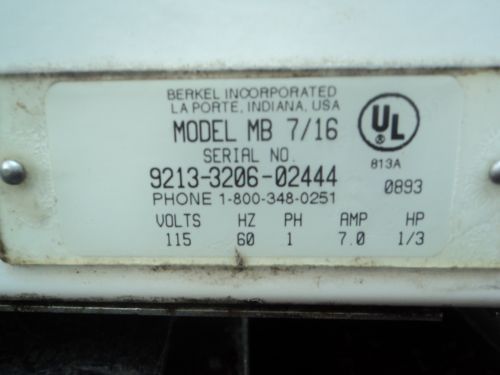 BERKEL INCORPORATED
LA PORTE, INDIANA, USA
MODEL MB 7/16
UL
®
SERIAL NO.
813A
9213-3206-02444
0893
PHONE 1-800-348-0251
VOLTS HZ PH AMP HP
115 60 1 7.0 1/3